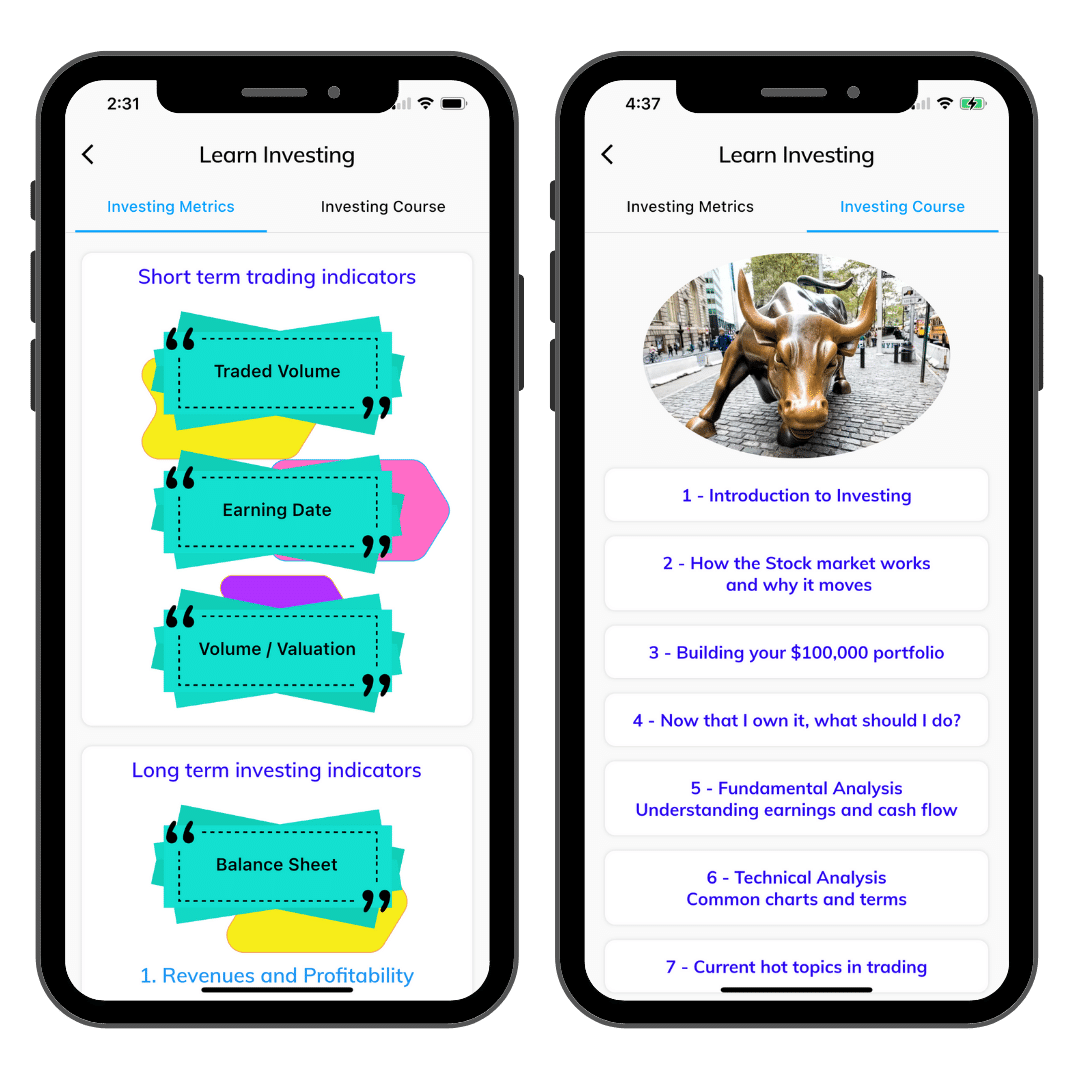 2:31
Learn Investing
Investing Metrics
Investing Course
Short term trading indicators
Traded Volume
Earning Date
Volume / Valuation
Long term investing indicators
Balance Sheet
1. Revenues and Profitability
4:37
Learn Investing
Investing Metrics
Investing Course
1 - Introduction to Investing
2 - How the Stock market works
and why it moves
3 - Building your $100,000 portfolio
4 - Now that I own it, what should I do?
5 - Fundamental Analysis
Understanding earnings and cash flow
6 - Technical Analysis
Common charts and terms
7 - Current hot topics in trading